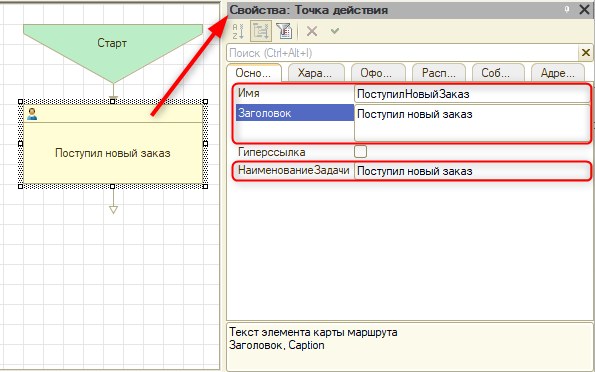 Старт
Поступил новый заказ
Свойства: Точка действия
Поиск (Ctrl+Alt+I)
Осно... Хара... Офо... Расп... Соб... Адре...
Имя ПоступилНовыйЗаказ
Заголовок Поступил новый заказ
Гиперссылка
НаименованиеЗадачи Поступил новый заказ
Текст элемента карты маршрута
Заголовок, Caption